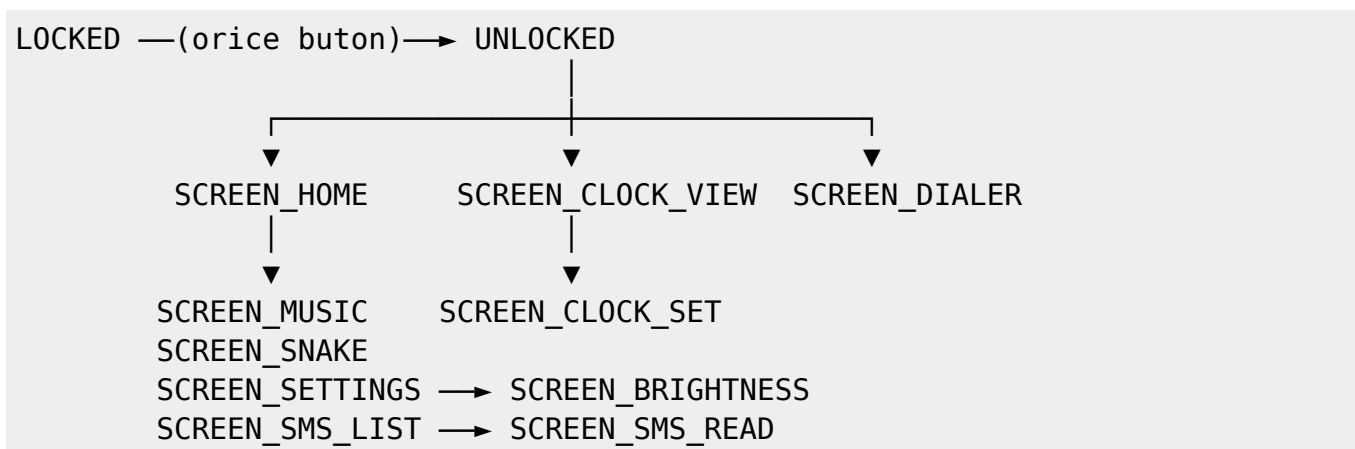 LOCKED ──(orice buton)──► UNLOCKED
SCREEN_HOME SCREEN_CLOCK_VIEW SCREEN_DIALER
SCREEN_MUSIC SCREEN_CLOCK_SET
SCREEN_SNAKE
SCREEN_SETTINGS ──► SCREEN_BRIGHTNESS
SCREEN_SMS_LIST ──► SCREEN_SMS_READ